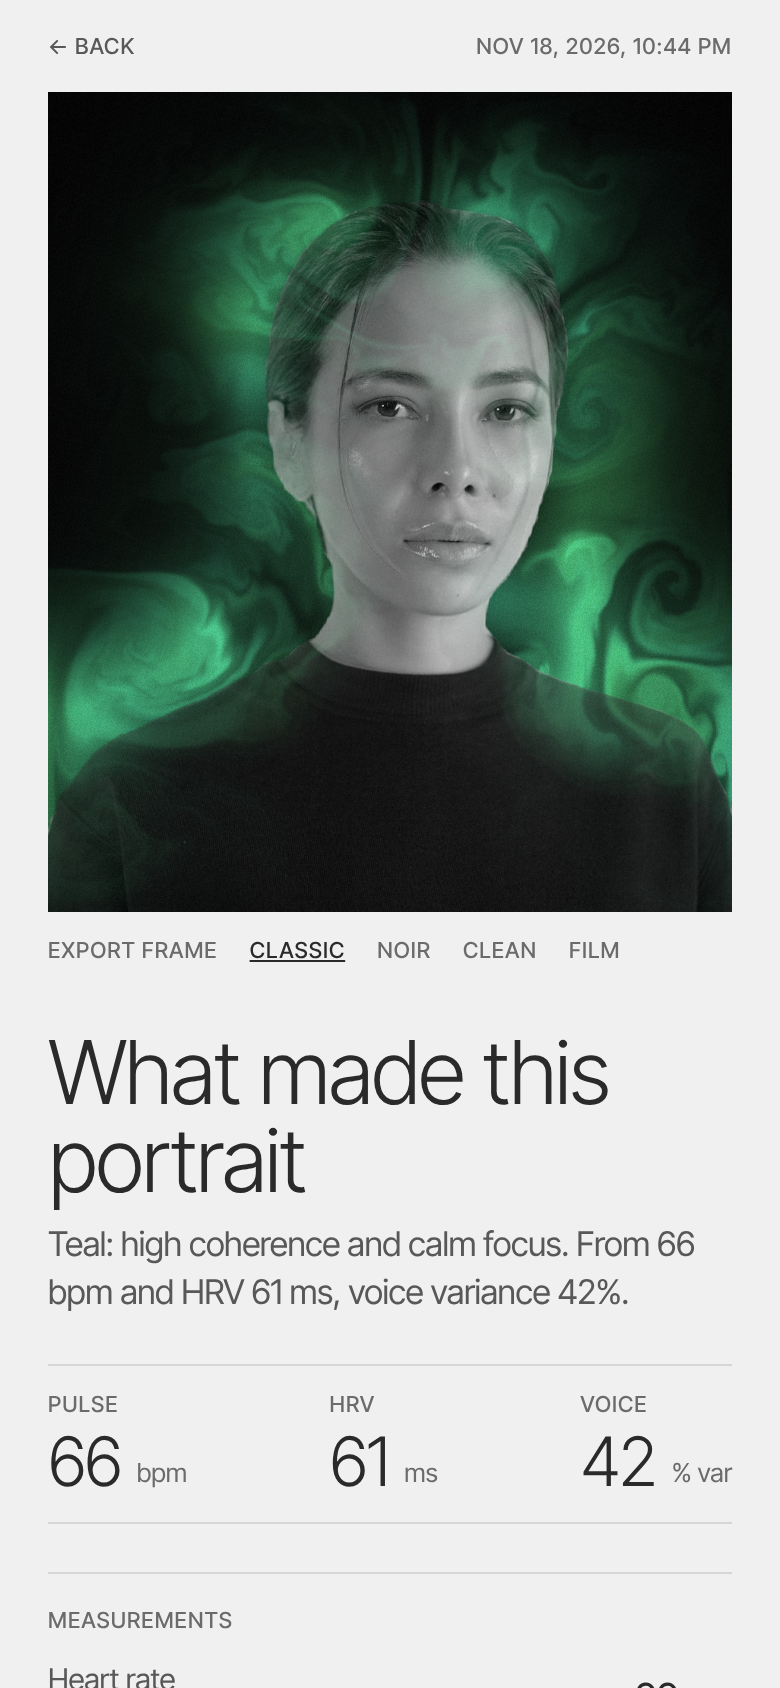 ← BACK
NOV 18, 2026, 10:44 PM
EXPORT FRAME CLASSIC NOIR CLEAN FILM
What made this
portrait
Teal: high coherence and calm focus. From 66
bpm and HRV 61 ms, voice variance 42%.
PULSE HRV VOICE
66 bpm 61 ms 42 % var
MEASUREMENTS
Heart rate